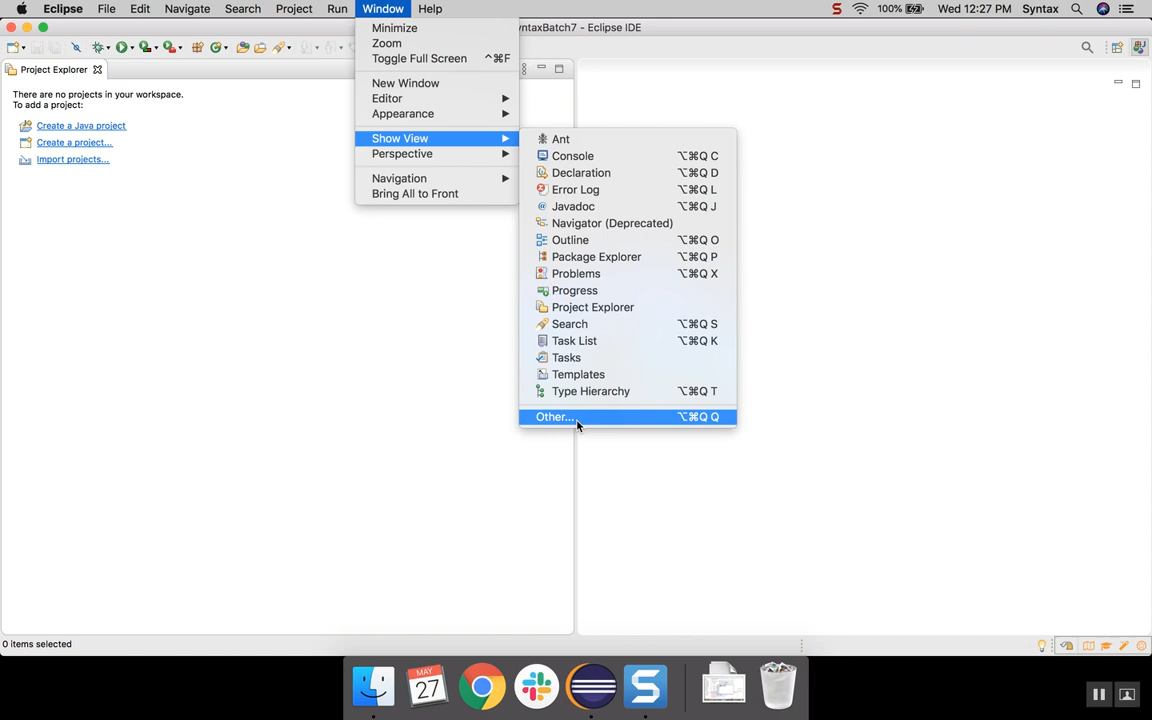 Eclipse File Edit Navigate Search Project Run Window Help 100% Wed 12:27 PM Syntax
ntaxBatch7 - Eclipse IDE
Project Explorer
There are no projects in your workspace.
To add a project:
Create a Java project
Create a project...
Import projects...
Minimize
Zoom
Toggle Full Screen ^⌘F
New Window
Editor
Appearance
Show View
Perspective
Navigation
Bring All to Front
Ant
Console ⌥⌘Q C
Declaration ⌥⌘Q D
Error Log ⌥⌘Q L
Javadoc ⌥⌘Q J
Navigator (Deprecated)
Outline ⌥⌘Q O
Package Explorer ⌥⌘Q P
Problems ⌥⌘Q X
Progress
Project Explorer
Search ⌥⌘Q S
Task List ⌥⌘Q K
Tasks
Templates
Type Hierarchy ⌥⌘Q T
Other... ⌥⌘Q Q
0 items selected
MAY
27